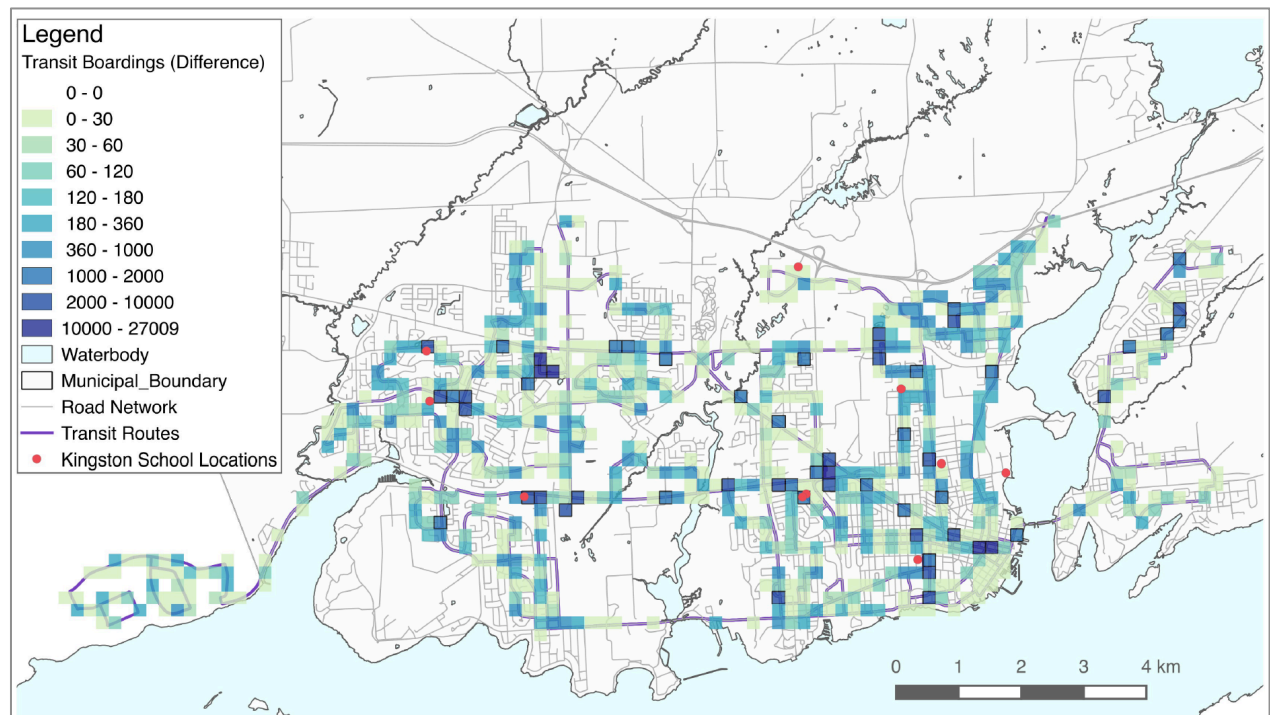 Legend
Transit Boardings (Difference)
0 - 0
0 - 30
30 - 60
60 - 120
120 - 180
180 - 360
360 - 1000
1000 - 2000
2000 - 10000
10000 - 27009
Waterbody
Municipal_Boundary
Road Network
Transit Routes
Kingston School Locations
0 1 2 3 4 km